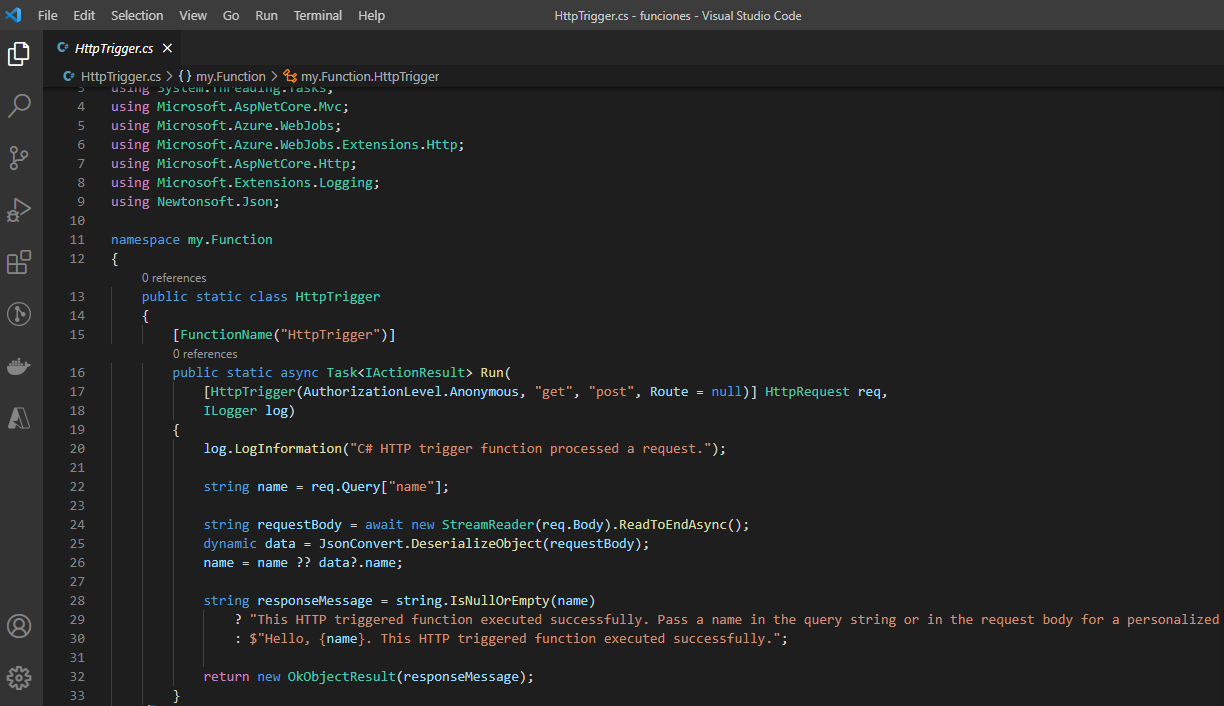 File Edit Selection View Go Run Terminal Help HttpTrigger.cs - funciones - Visual Studio Code
HttpTrigger.cs
HttpTrigger.cs > {} my.Function > my.Function.HttpTrigger
3 using System.Threading.Tasks;
4 using Microsoft.AspNetCore.Mvc;
5 using Microsoft.Azure.WebJobs;
6 using Microsoft.Azure.WebJobs.Extensions.Http;
7 using Microsoft.AspNetCore.Http;
8 using Microsoft.Extensions.Logging;
9 using Newtonsoft.Json;
10
11 namespace my.Function
12 {
0 references
13 public static class HttpTrigger
14 {
15 [FunctionName("HttpTrigger")]
0 references
16 public static async Task<IActionResult> Run(
17 [HttpTrigger(AuthorizationLevel.Anonymous, "get", "post", Route = null)] HttpRequest req,
18 ILogger log)
19 {
20 log.LogInformation("C# HTTP trigger function processed a request.");
21
22 string name = req.Query["name"];
23
24 string requestBody = await new StreamReader(req.Body).ReadToEndAsync();
25 dynamic data = JsonConvert.DeserializeObject(requestBody);
26 name = name ?? data?.name;
27
28 string responseMessage = string.IsNullOrEmpty(name)
29 ? "This HTTP triggered function executed successfully. Pass a name in the query string or in the request body for a personalized
30 : $"Hello, {name}. This HTTP triggered function executed successfully.";
31
32 return new OkObjectResult(responseMessage);
33 }